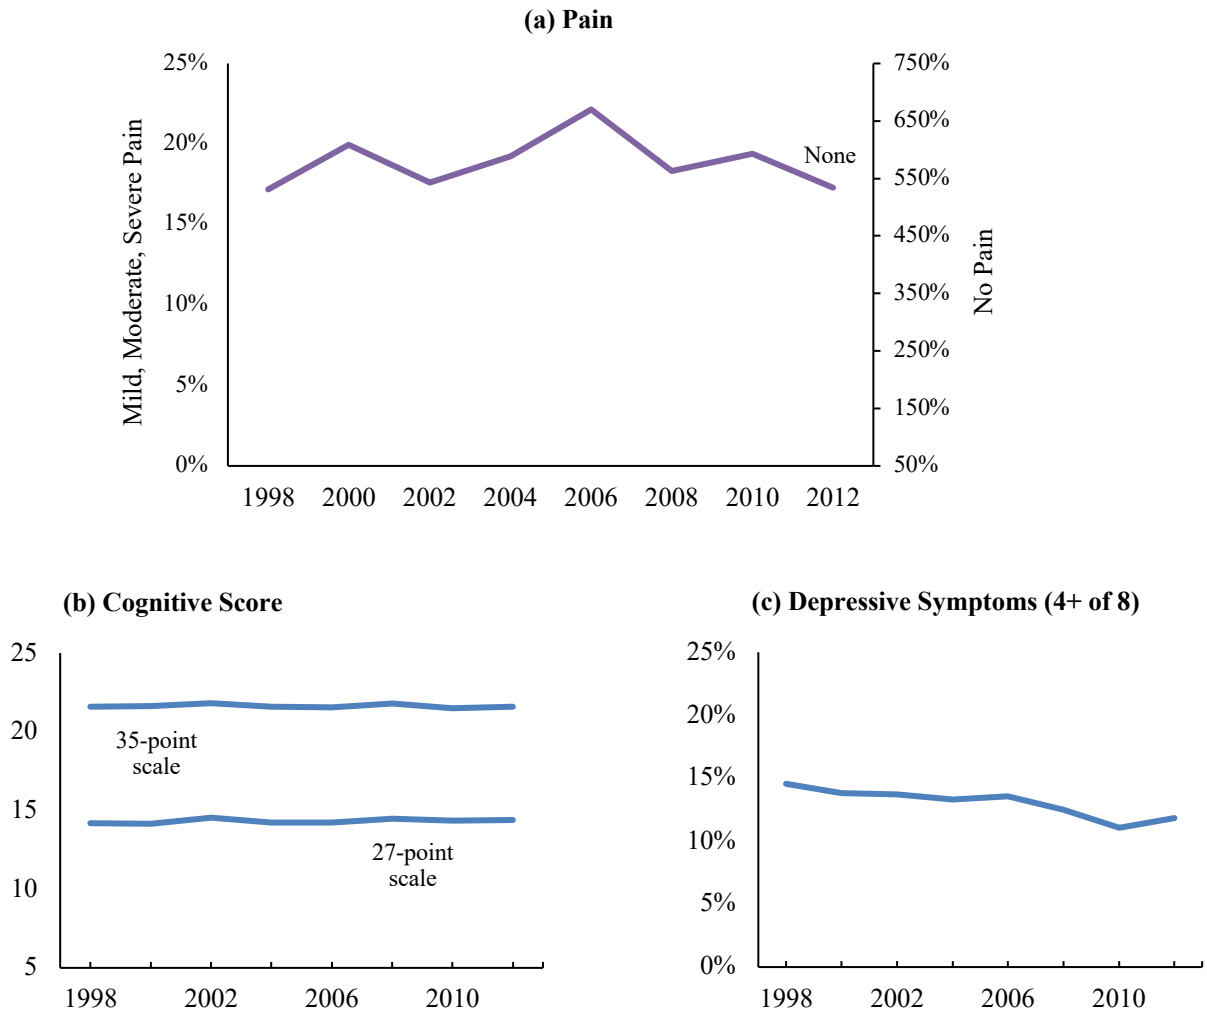 (a) Pain
25%
20%
15%
10%
5%
0%
Mild, Moderate, Severe Pain
None
750%
650%
550%
450%
350%
250%
150%
50%
No Pain
1998 2000 2002 2004 2006 2008 2010 2012
(b) Cognitive Score
25
20
15
10
5
35-point
scale
27-point
scale
1998 2002 2006 2010
(c) Depressive Symptoms (4+ of 8)
25%
20%
15%
10%
5%
0%
1998 2002 2006 2010